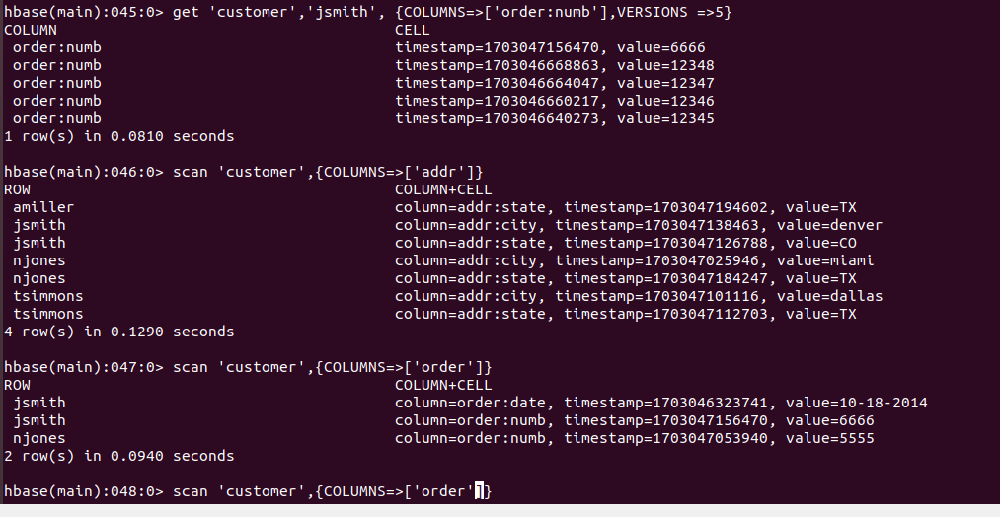 hbase(main):045:0> get 'customer','jsmith', {COLUMNS=>['order:numb'],VERSIONS =>5}
COLUMN CELL
order:numb timestamp=1703047156470, value=6666
order:numb timestamp=1703046668863, value=12348
order:numb timestamp=1703046664047, value=12347
order:numb timestamp=1703046660217, value=12346
order:numb timestamp=1703046640273, value=12345
1 row(s) in 0.0810 seconds
hbase(main):046:0> scan 'customer',{COLUMNS=>['addr']}
ROW COLUMN+CELL
amiller column=addr:state, timestamp=1703047194602, value=TX
jsmith column=addr:city, timestamp=1703047138463, value=denver
jsmith column=addr:state, timestamp=1703047126788, value=CO
njones column=addr:city, timestamp=1703047025946, value=miami
njones column=addr:state, timestamp=1703047184247, value=TX
tsimmons column=addr:city, timestamp=1703047101116, value=dallas
tsimmons column=addr:state, timestamp=1703047112703, value=TX
4 row(s) in 0.1290 seconds
hbase(main):047:0> scan 'customer',{COLUMNS=>['order']}
ROW COLUMN+CELL
jsmith column=order:date, timestamp=1703046323741, value=10-18-2014
jsmith column=order:numb, timestamp=1703047156470, value=6666
njones column=order:numb, timestamp=1703047053940, value=5555
2 row(s) in 0.0940 seconds
hbase(main):048:0> scan 'customer',{COLUMNS=>['order']}